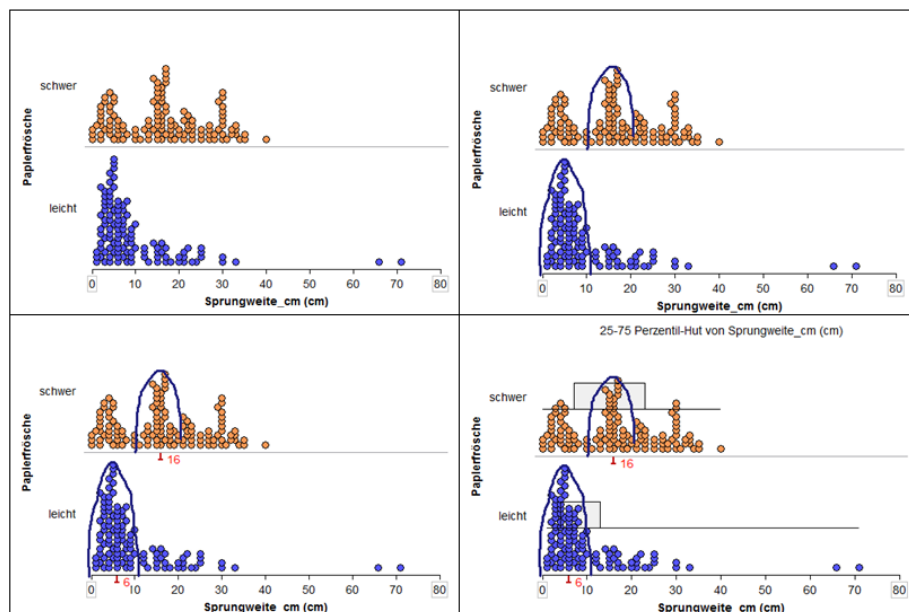 schwer
Papierfrösche
leicht
0 10 20 30 40 50 60 70 80
Sprungweite_cm (cm)
schwer
Papierfrösche
leicht
0 10 20 30 40 50 60 70 80
Sprungweite_cm (cm)
schwer
16
Papierfrösche
leicht
6
0 10 20 30 40 50 60 70 80
Sprungweite_cm (cm)
25-75 Perzentil-Hut von Sprungweite_cm (cm)
schwer
16
Papierfrösche
leicht
6
0 10 20 30 40 50 60 70 80
Sprungweite_cm (cm)